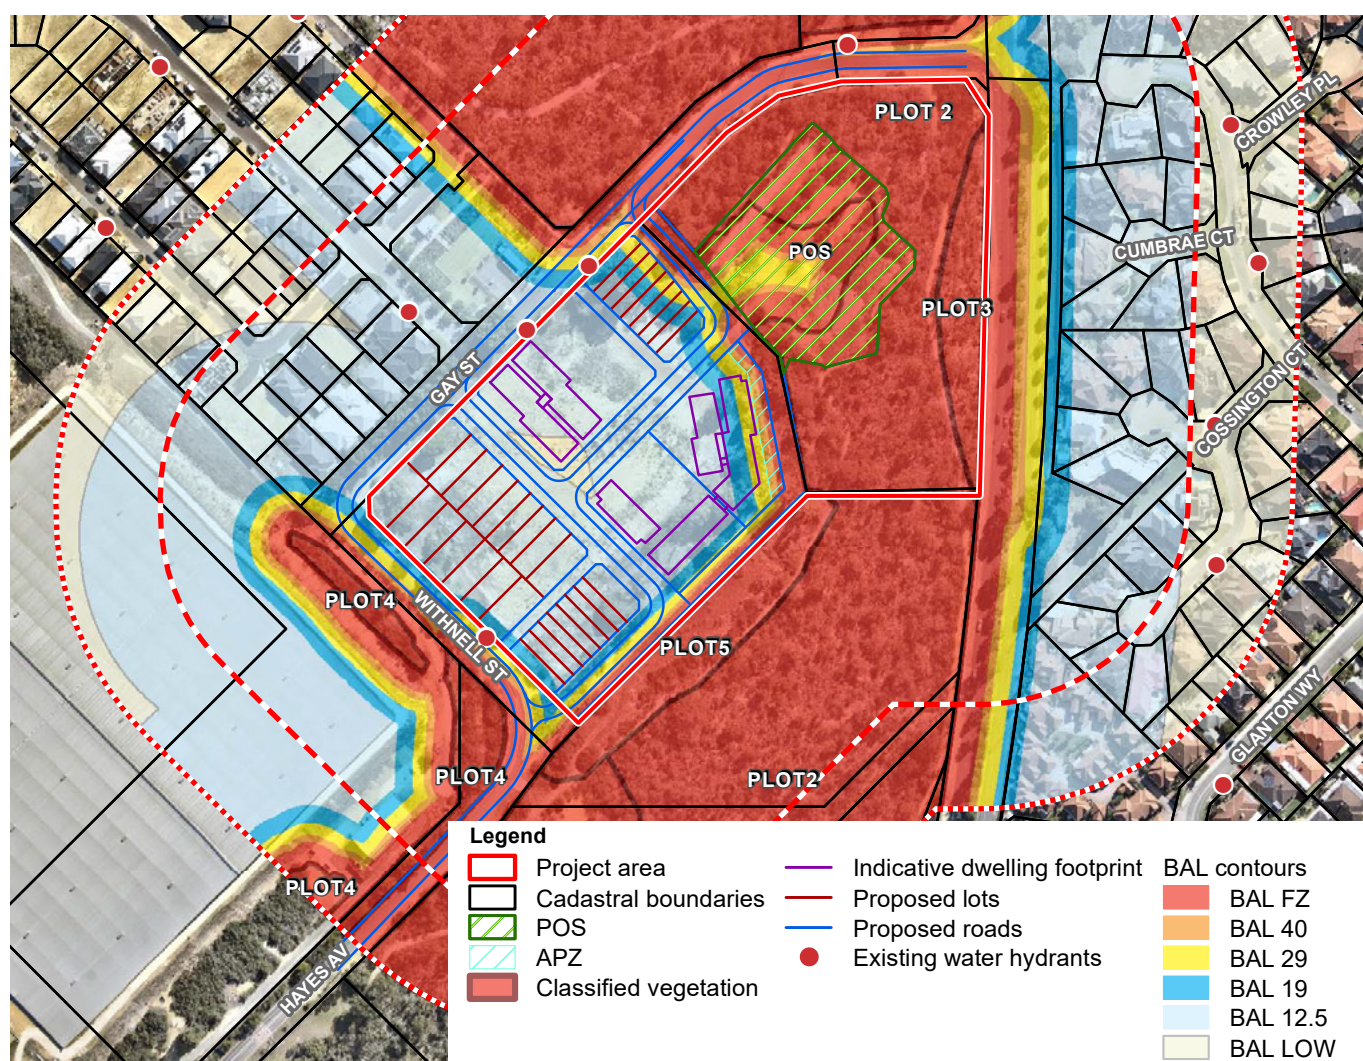 CROWLEY PL
PLOT 2
CUMBRAE CT
POS
PLOT3
GAY ST
COSSINGTON CT
PLOT4
WITHNELL ST
PLOT5
GLANTON WY
PLOT4
PLOT2
PLOT4
HAYES AV
Legend
Project area
Cadastral boundaries
POS
APZ
Classified vegetation
Indicative dwelling footprint
Proposed lots
Proposed roads
Existing water hydrants
BAL contours
BAL FZ
BAL 40
BAL 29
BAL 19
BAL 12.5
BAL LOW